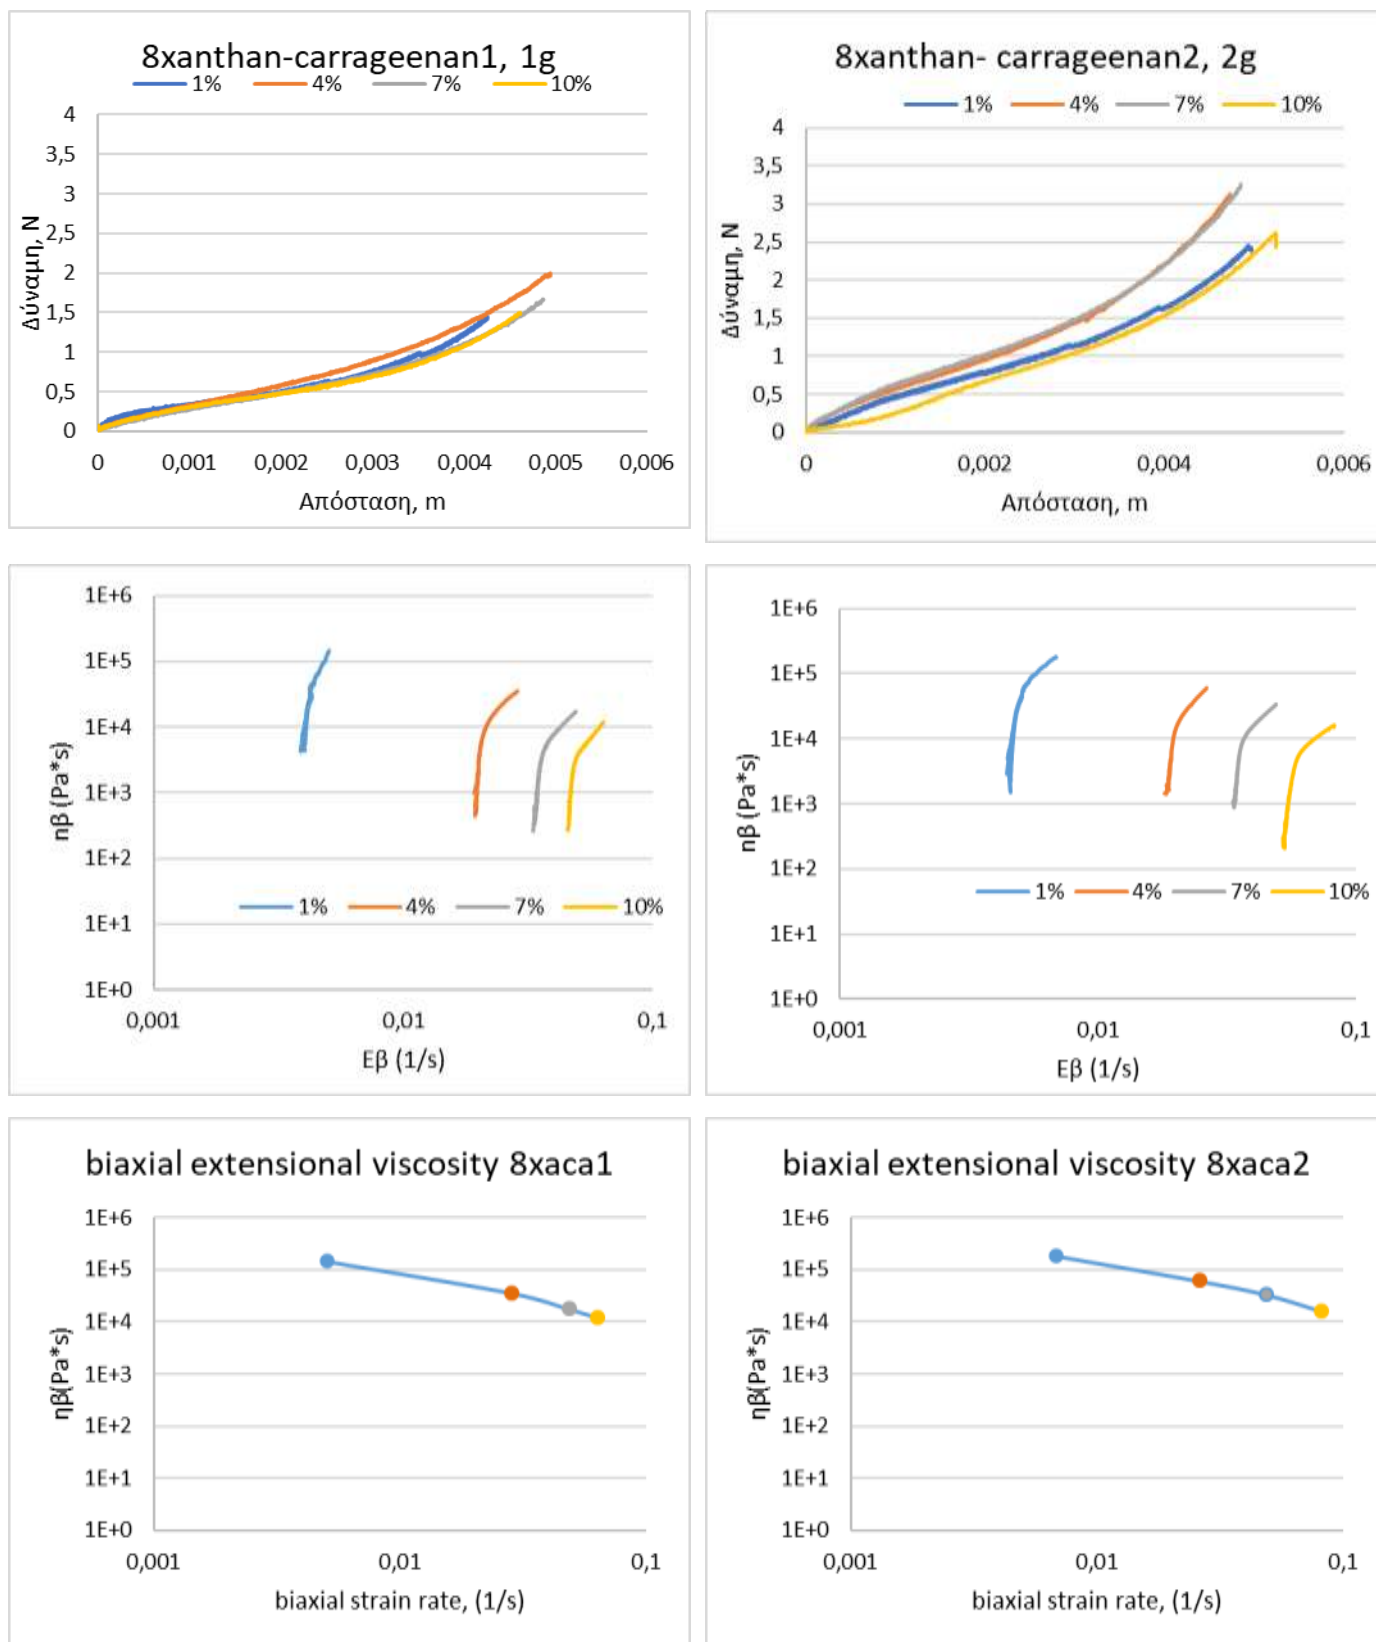 8xanthan-carrageenan1, 1g
1% 4% 7% 10%
4
3,5
3
2,5
2
1,5
1
0,5
0
Δύναμη, N
0 0,001 0,002 0,003 0,004 0,005 0,006
Απόσταση, m
8xanthan- carrageenan2, 2g
1% 4% 7% 10%
4
3,5
3
2,5
2
1,5
1
0,5
0
Δύναμη, N
0 0,002 0,004 0,006
Απόσταση, m
1E+6
1E+5
1E+4
1E+3
1E+2
1E+1
1E+0
nβ (Pa*s)
1% 4% 7% 10%
0,001 0,01 0,1
Eβ (1/s)
1E+6
1E+5
1E+4
1E+3
1E+2
1E+1
1E+0
nβ (Pa*s)
1% 4% 7% 10%
0,001 0,01 0,1
Eβ (1/s)
biaxial extensional viscosity 8xaca1
1E+6
1E+5
1E+4
1E+3
1E+2
1E+1
1E+0
ηβ(Pa*s)
0,001 0,01 0,1
biaxial strain rate, (1/s)
biaxial extensional viscosity 8xaca2
1E+6
1E+5
1E+4
1E+3
1E+2
1E+1
1E+0
ηβ(Pa*s)
0,001 0,01 0,1
biaxial strain rate, (1/s)